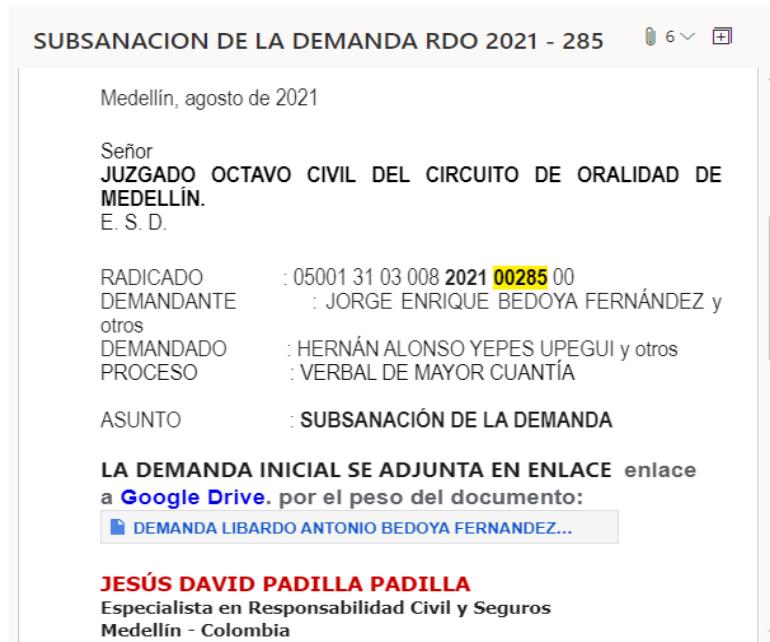 SUBSANACION DE LA DEMANDA RDO 2021 - 285 6
Medellín, agosto de 2021
Señor
JUZGADO OCTAVO CIVIL DEL CIRCUITO DE ORALIDAD DE
MEDELLÍN.
E. S. D.
RADICADO : 05001 31 03 008 2021 00285 00
DEMANDANTE : JORGE ENRIQUE BEDOYA FERNÁNDEZ y
otros
DEMANDADO : HERNÁN ALONSO YEPES UPEGUI y otros
PROCESO : VERBAL DE MAYOR CUANTÍA
ASUNTO : SUBSANACIÓN DE LA DEMANDA
LA DEMANDA INICIAL SE ADJUNTA EN ENLACE enlace
a Google Drive. por el peso del documento:
DEMANDA LIBARDO ANTONIO BEDOYA FERNANDEZ...
JESÚS DAVID PADILLA PADILLA
Especialista en Responsabilidad Civil y Seguros
Medellín - Colombia